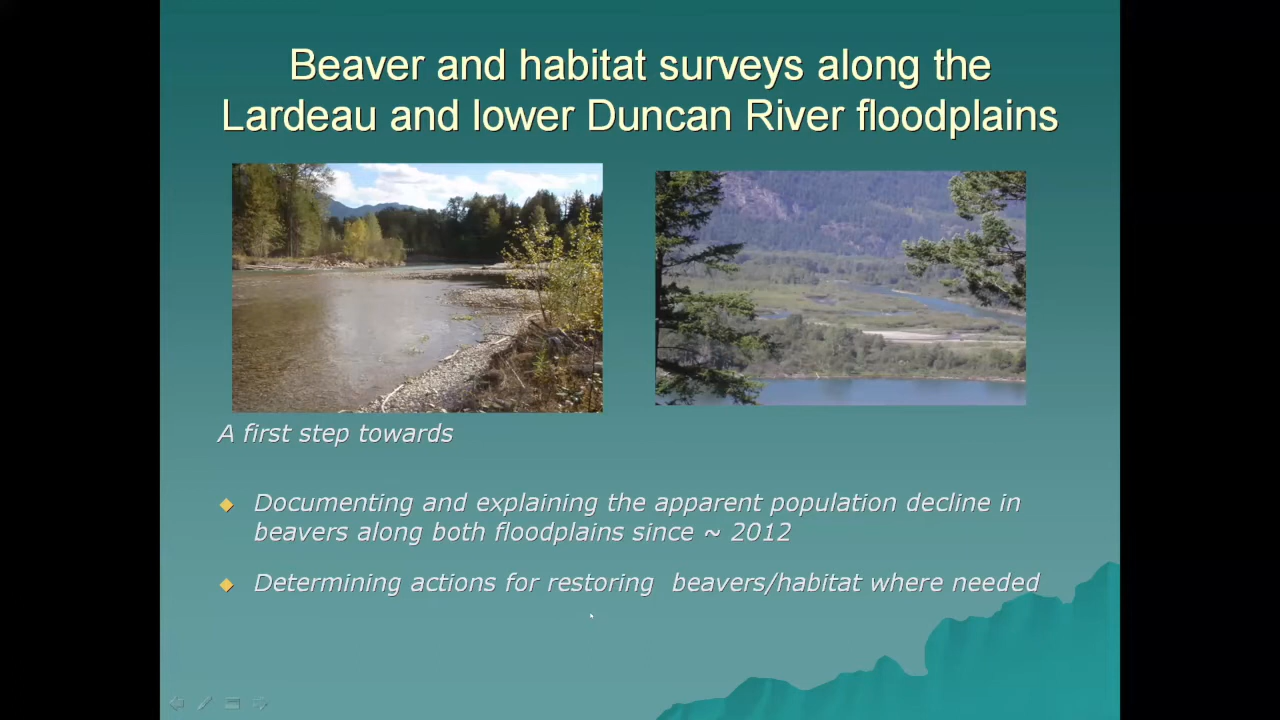 Beaver and habitat surveys along the
Lardeau and lower Duncan River floodplains
A first step towards
Documenting and explaining the apparent population decline in
beavers along both floodplains since ~ 2012
Determining actions for restoring  beavers/habitat where needed